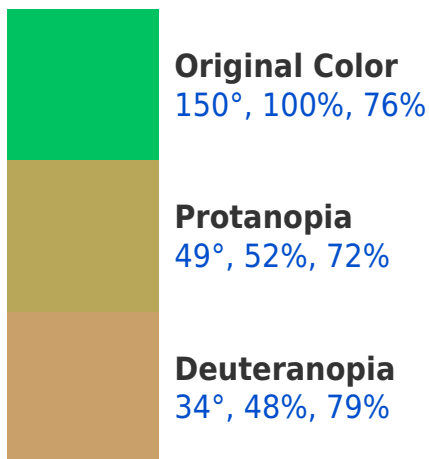 Original Color
150°, 100%, 76%
Protanopia
49°, 52%, 72%
Deuteranopia
34°, 48%, 79%